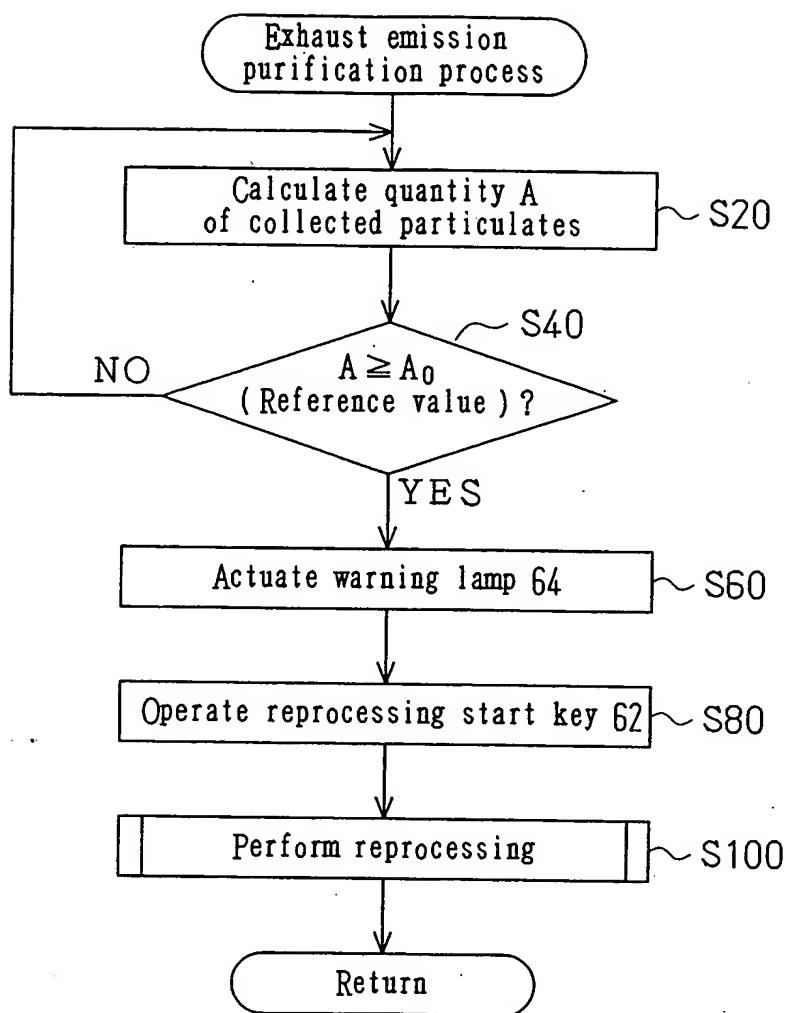 Exhaust emission
purification process
Calculate quantity A
of collected particulates
S20
S40
A ≧ A0
(Reference value)?
NO
YES
Actuate warning lamp 64
S60
Operate reprocessing start key 62
S80
Perform reprocessing
S100
Return